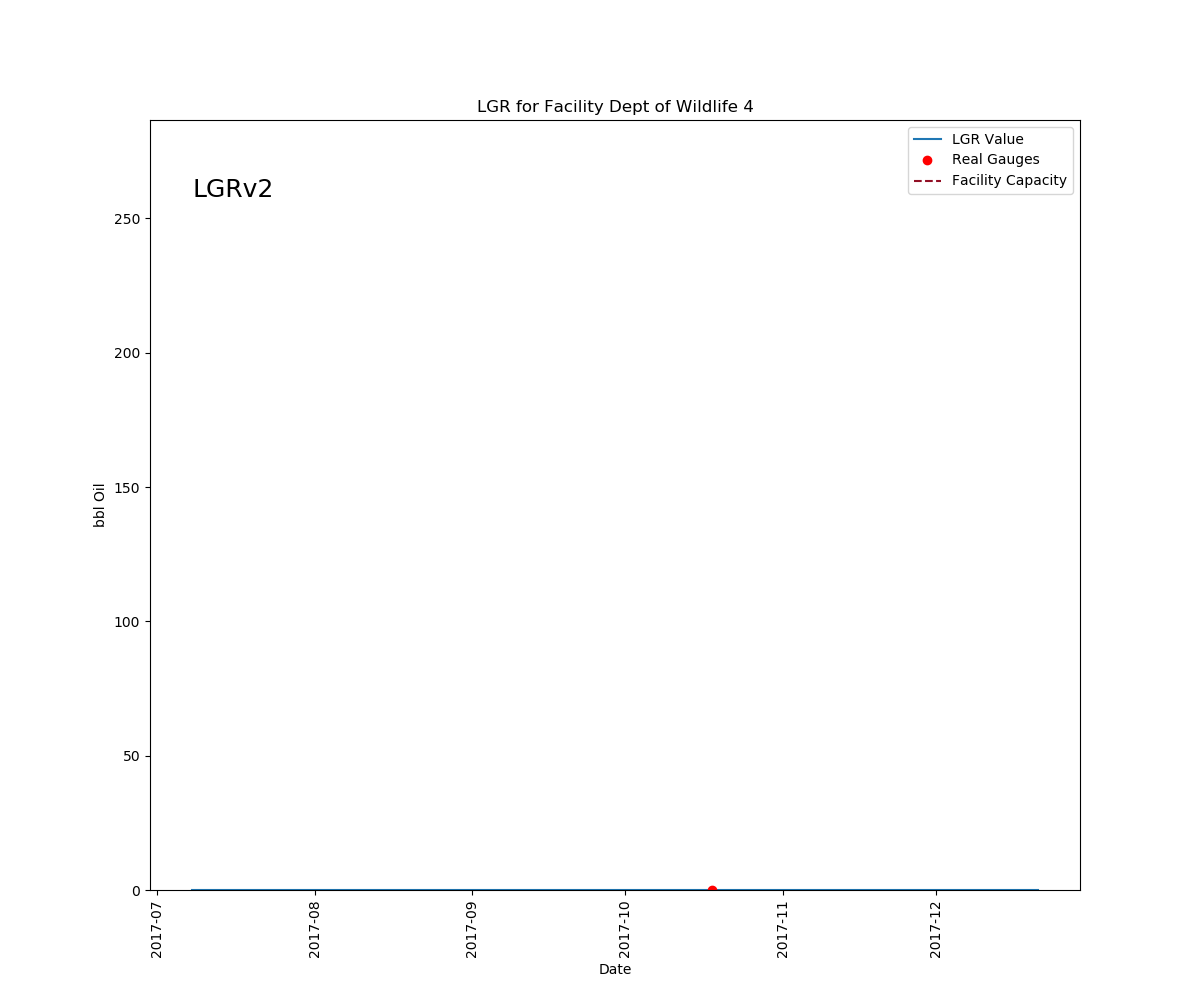 LGR for Facility Dept of Wildlife 4
LGR Value
Real Gauges
Facility Capacity
LGRv2
250
200
150
100
50
0
bbl Oil
2017-07
2017-08
2017-09
2017-10
2017-11
2017-12
Date